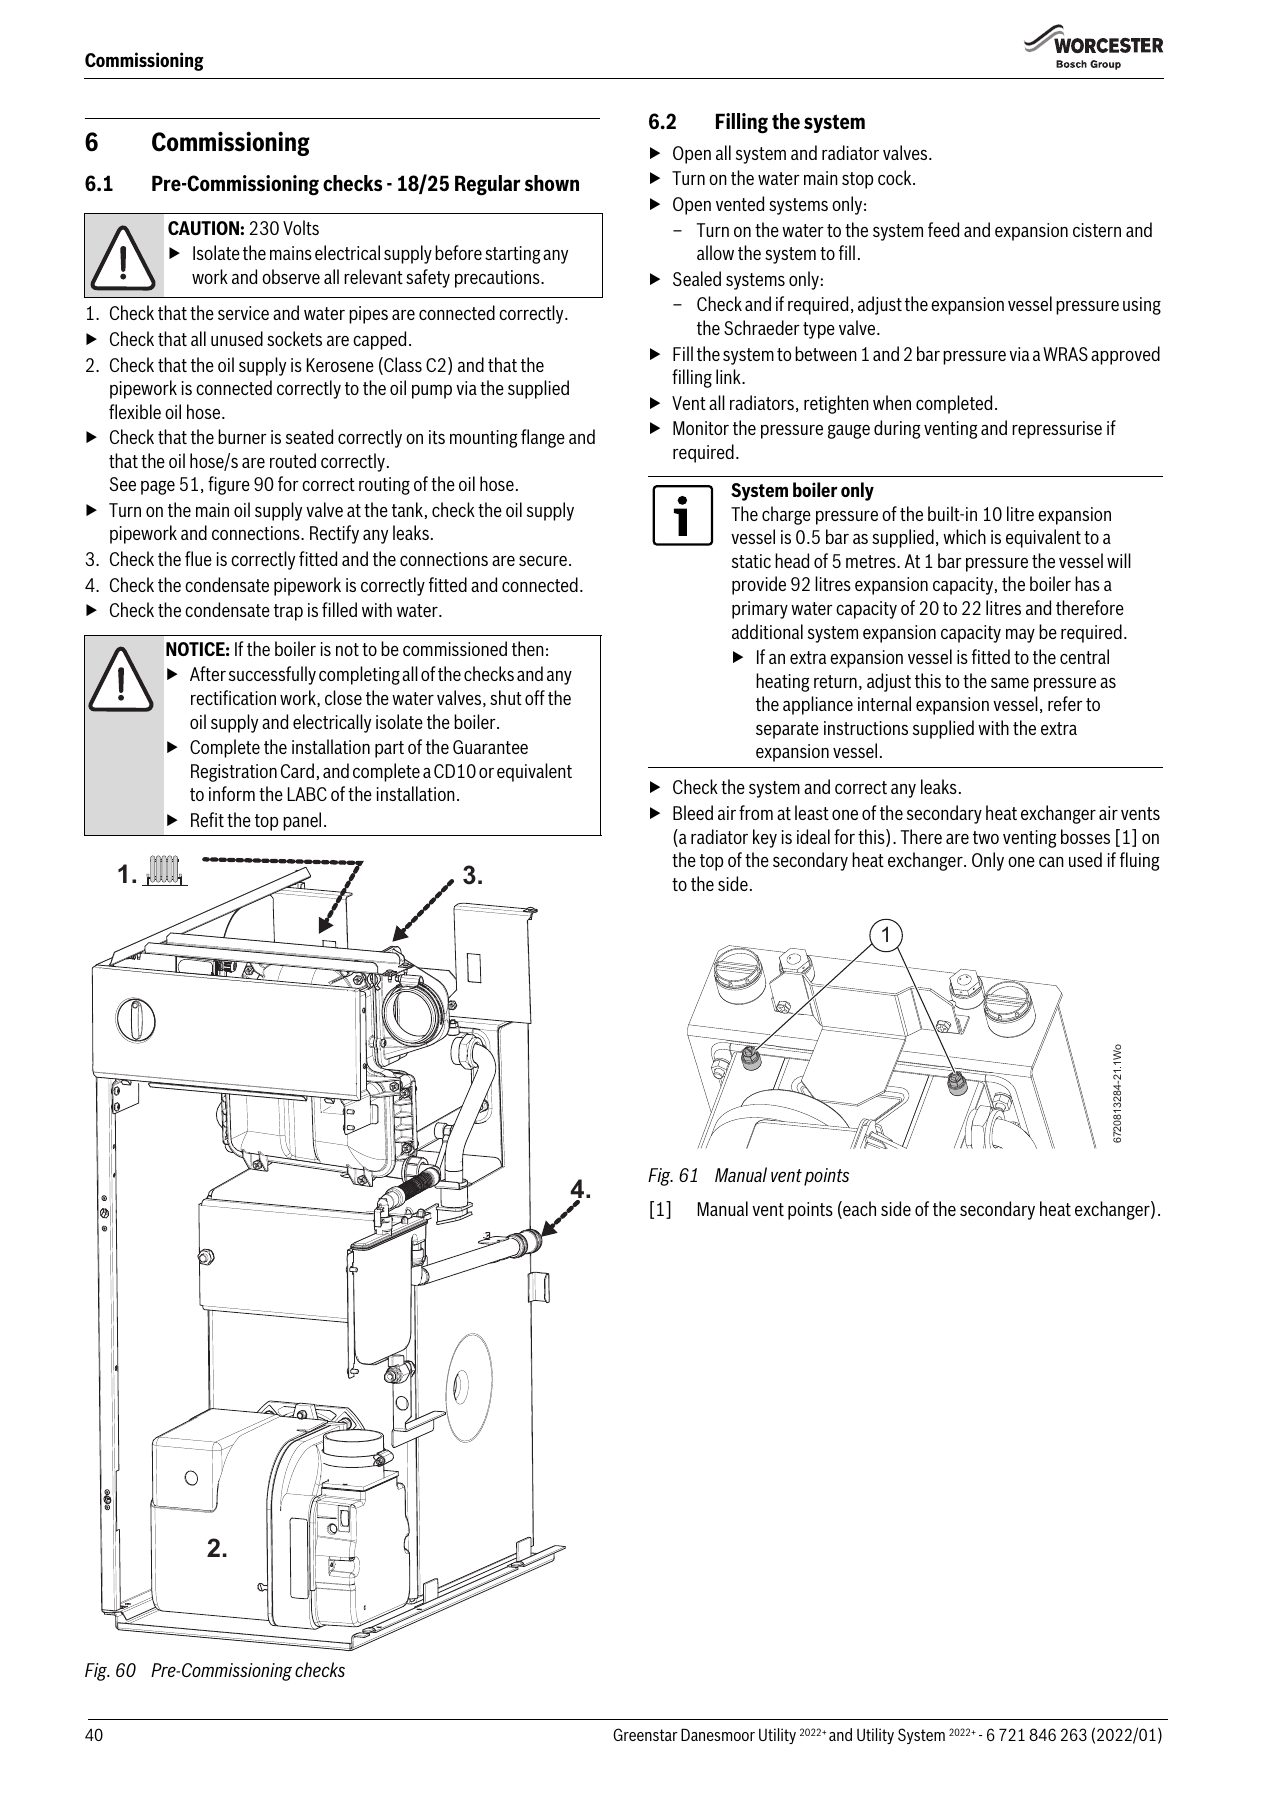 Commissioning
WORCESTER
Bosch Group
6 Commissioning
6.1 Pre-Commissioning checks - 18/25 Regular shown
CAUTION: 230 Volts
▶ Isolate the mains electrical supply before starting any
work and observe all relevant safety precautions.
1. Check that the service and water pipes are connected correctly.
▶ Check that all unused sockets are capped.
2. Check that the oil supply is Kerosene (Class C2) and that the
pipework is connected correctly to the oil pump via the supplied
flexible oil hose.
▶ Check that the burner is seated correctly on its mounting flange and
that the oil hose/s are routed correctly.
See page 51, figure 90 for correct routing of the oil hose.
▶ Turn on the main oil supply valve at the tank, check the oil supply
pipework and connections. Rectify any leaks.
3. Check the flue is correctly fitted and the connections are secure.
4. Check the condensate pipework is correctly fitted and connected.
▶ Check the condensate trap is filled with water.
NOTICE: If the boiler is not to be commissioned then:
▶ After successfully completing all of the checks and any
rectification work, close the water valves, shut off the
oil supply and electrically isolate the boiler.
▶ Complete the installation part of the Guarantee
Registration Card, and complete a CD10 or equivalent
to inform the LABC of the installation.
▶ Refit the top panel.
1.
3.
4.
2.
Fig. 60 Pre-Commissioning checks
6.2 Filling the system
▶ Open all system and radiator valves.
▶ Turn on the water main stop cock.
▶ Open vented systems only:
– Turn on the water to the system feed and expansion cistern and
allow the system to fill.
▶ Sealed systems only:
– Check and if required, adjust the expansion vessel pressure using
the Schraeder type valve.
▶ Fill the system to between 1 and 2 bar pressure via a WRAS approved
filling link.
▶ Vent all radiators, retighten when completed.
▶ Monitor the pressure gauge during venting and repressurise if
required.
i
System boiler only
The charge pressure of the built-in 10 litre expansion
vessel is 0.5 bar as supplied, which is equivalent to a
static head of 5 metres. At 1 bar pressure the vessel will
provide 92 litres expansion capacity, the boiler has a
primary water capacity of 20 to 22 litres and therefore
additional system expansion capacity may be required.
▶ If an extra expansion vessel is fitted to the central
heating return, adjust this to the same pressure as
the appliance internal expansion vessel, refer to
separate instructions supplied with the extra
expansion vessel.
▶ Check the system and correct any leaks.
▶ Bleed air from at least one of the secondary heat exchanger air vents
(a radiator key is ideal for this). There are two venting bosses [1] on
the top of the secondary heat exchanger. Only one can used if fluing
to the side.
1
6720813284-21.1Wo
Fig. 61 Manual vent points
[1] Manual vent points (each side of the secondary heat exchanger).
40
Greenstar Danesmoor Utility 2022+ and Utility System 2022+ - 6 721 846 263 (2022/01)